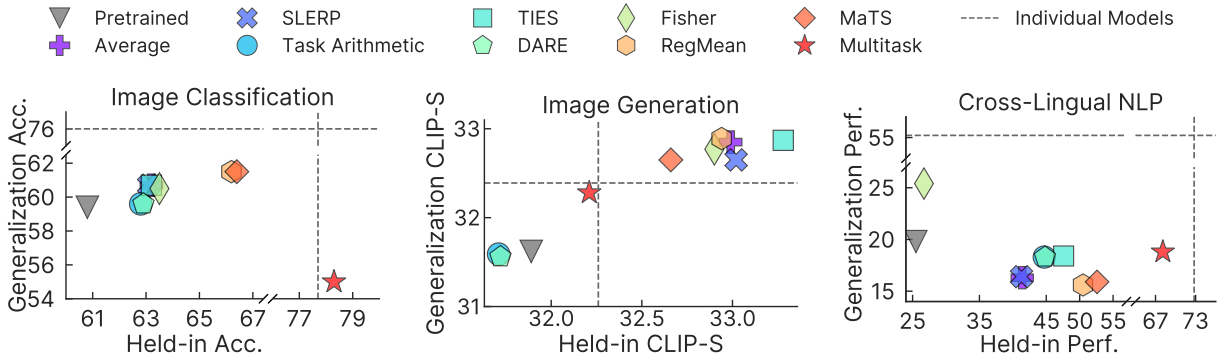 Pretrained SLERP TIES Fisher MaTS Individual Models
Average Task Arithmetic DARE RegMean Multitask
Image Classification
Generalization Acc.
76
62
60
58
56
54
61 63 65 67 77 79
Held-in Acc.
Image Generation
Generalization CLIP-S
33
32
31
32.0 32.5 33.0
Held-in CLIP-S
Cross-Lingual NLP
Generalization Perf.
55
25
20
15
25 35 45 50 55 67 73
Held-in Perf.